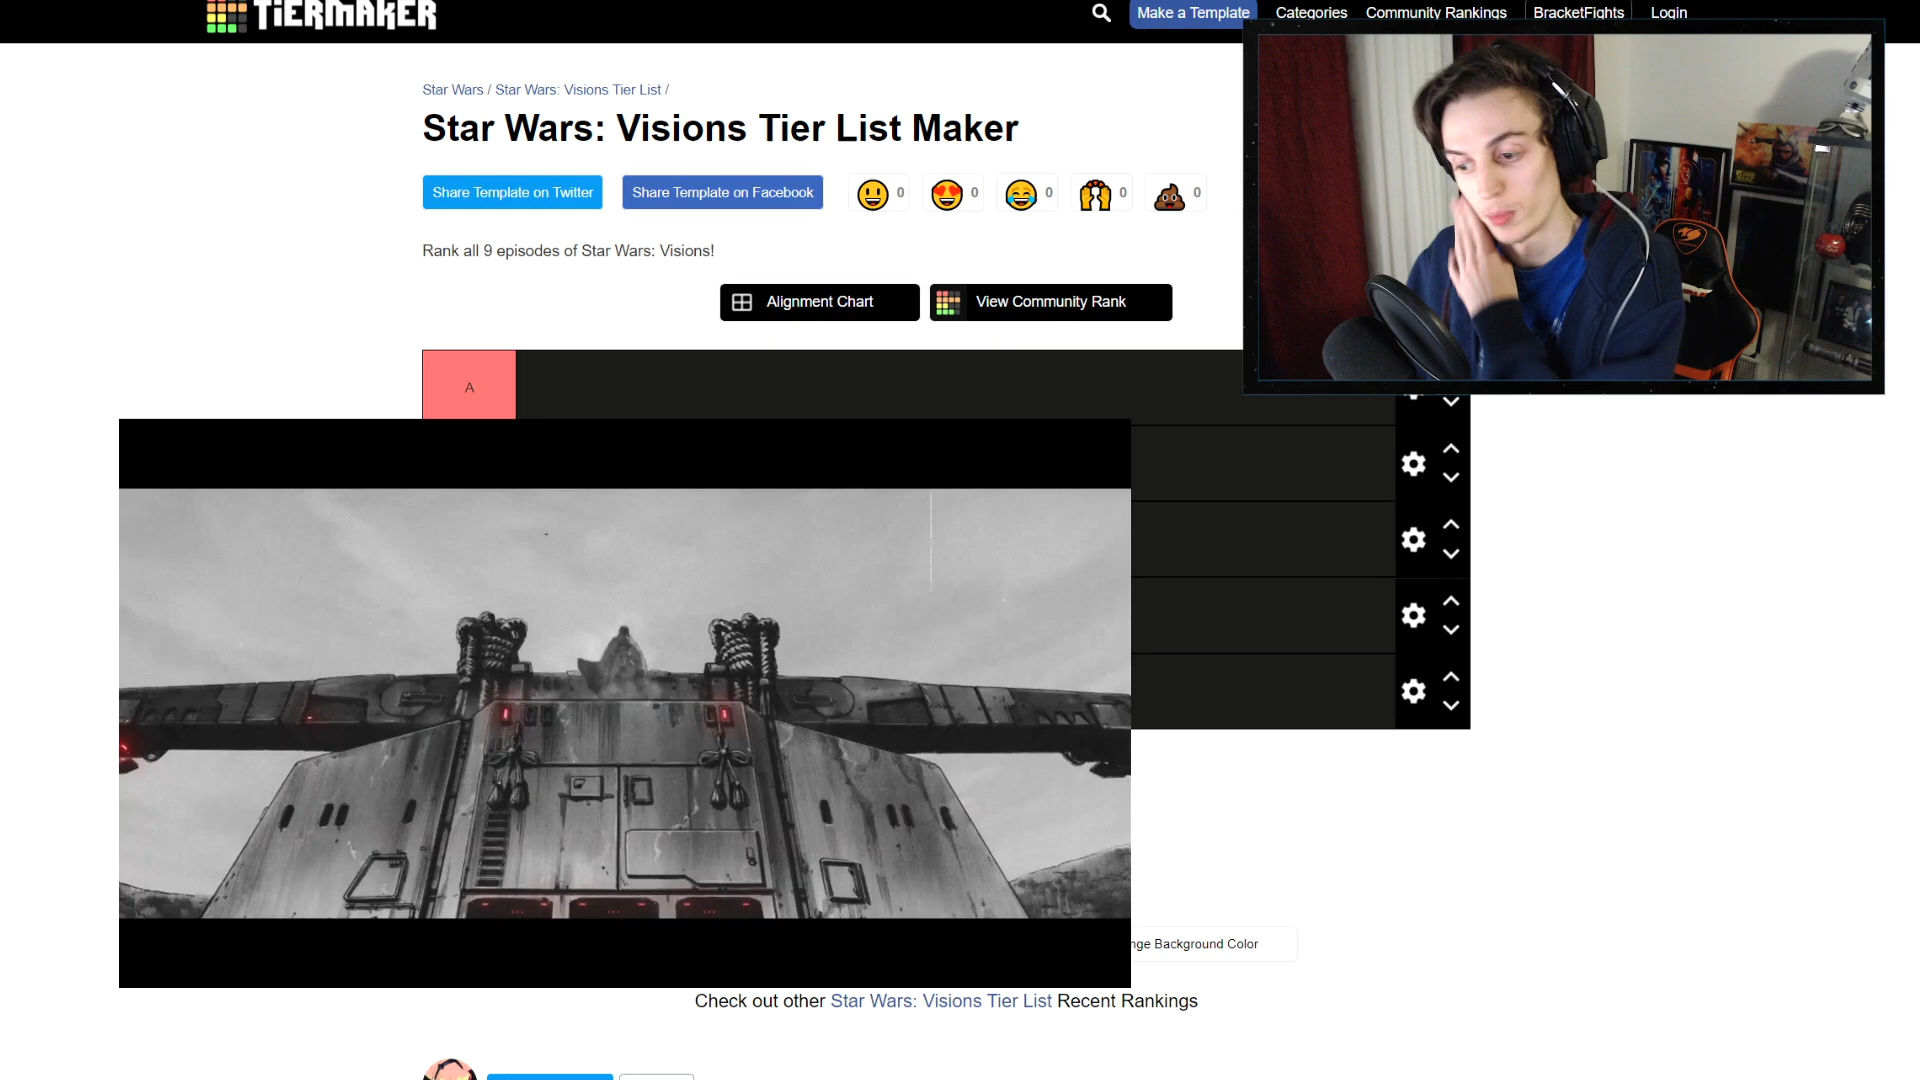 TiERMAKER
Make a Template
Categories
Community Rankings
BracketFights
Login
Star Wars / Star Wars: Visions Tier List /
Star Wars: Visions Tier List Maker
Share Template on Twitter
Share Template on Facebook
0
0
0
0
0
Rank all 9 episodes of Star Wars: Visions!
Alignment Chart
View Community Rank
A
nge Background Color
Check out other Star Wars: Visions Tier List Recent Rankings